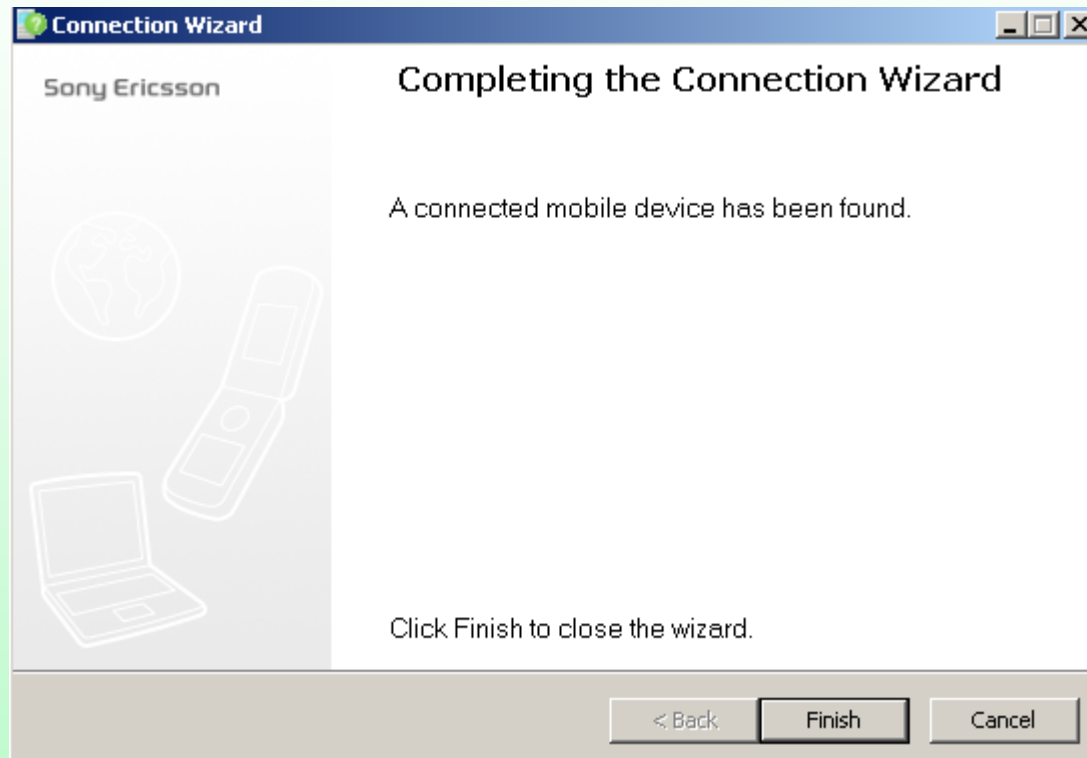 Connection Wizard
Sony Ericsson
Completing the Connection Wizard
A connected mobile device has been found.
Click Finish to close the wizard.
< Back
Finish
Cancel